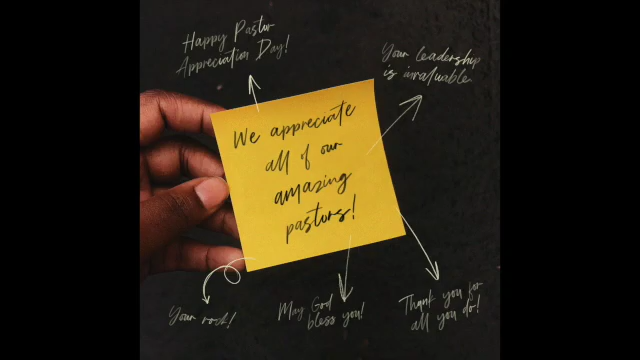 Happy Pastor
Appreciation Day!
Your leadership
is invaluable.
We appreciate
all of our
amazing
pastors!
Your rock!
May God
bless you!
Thank you for
all you do!